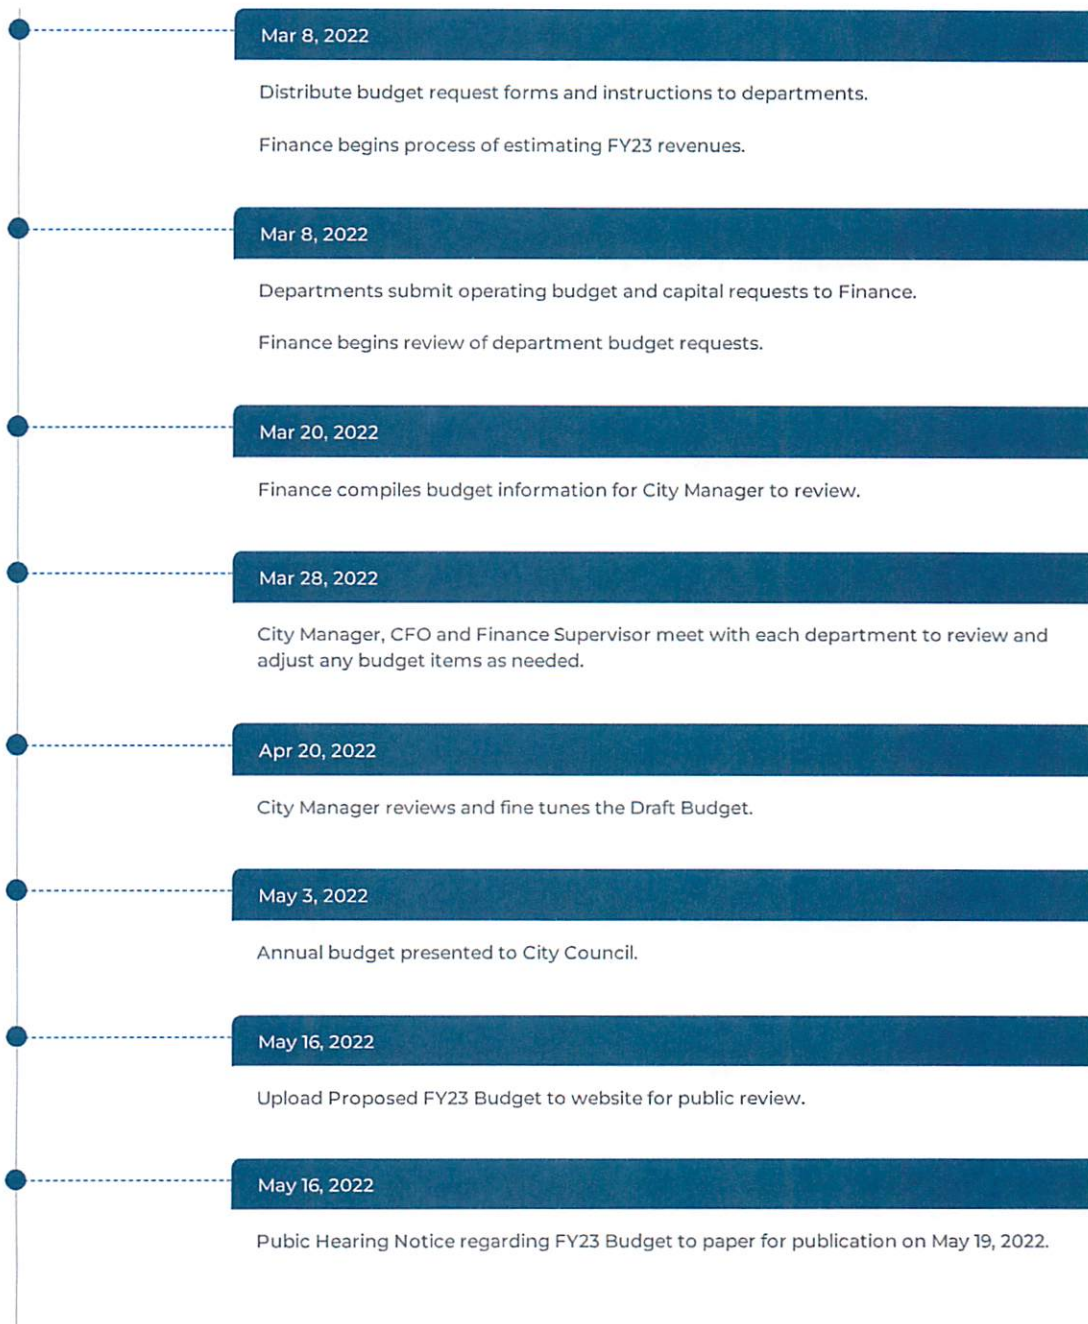 Mar 8, 2022
Distribute budget request forms and instructions to departments.
Finance begins process of estimating FY23 revenues.
Mar 8, 2022
Departments submit operating budget and capital requests to Finance.
Finance begins review of department budget requests.
Mar 20, 2022
Finance compiles budget information for City Manager to review.
Mar 28, 2022
City Manager, CFO and Finance Supervisor meet with each department to review and
adjust any budget items as needed.
Apr 20, 2022
City Manager reviews and fine tunes the Draft Budget.
May 3, 2022
Annual budget presented to City Council.
May 16, 2022
Upload Proposed FY23 Budget to website for public review.
May 16, 2022
Pubic Hearing Notice regarding FY23 Budget to paper for publication on May 19, 2022.